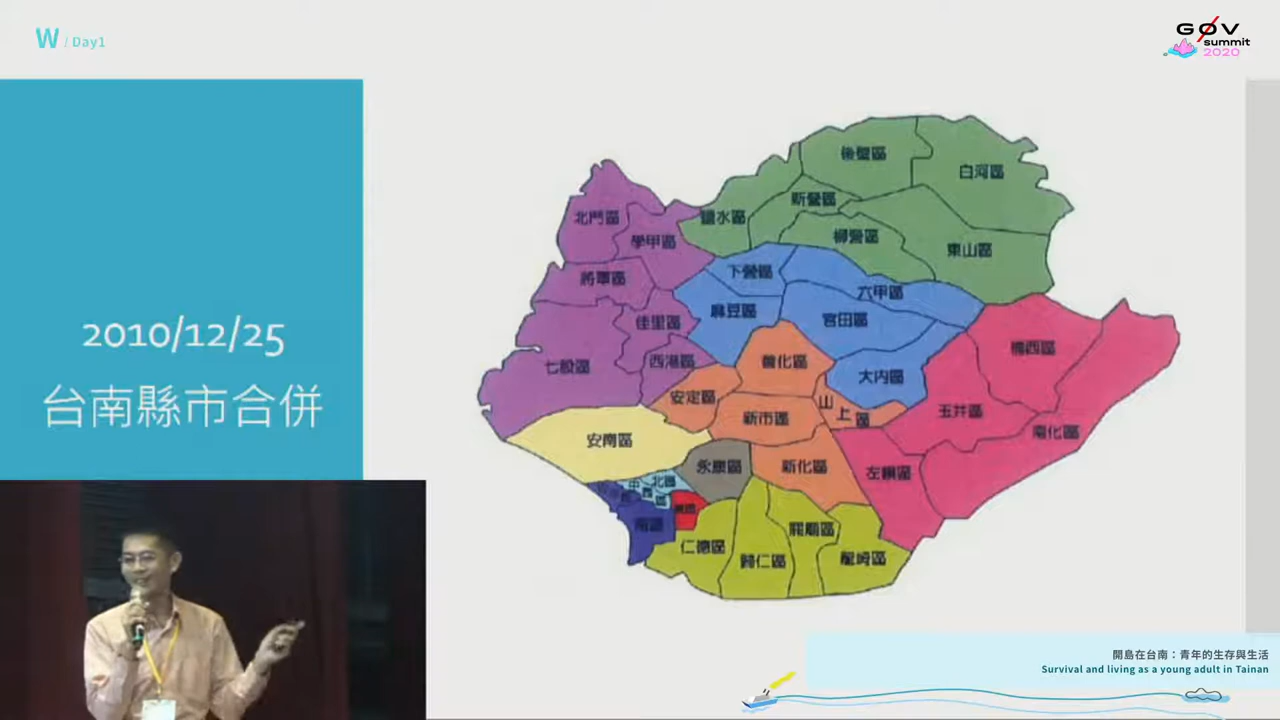 W / Day1
G0V
summit
2020
2010/12/25
台南縣市合併
後壁區
白河區
新營區
鹽水區
柳營區
東山區
北門區
學甲區
將軍區
下營區
六甲區
麻豆區
官田區
佳里區
七股區
西港區
善化區
大內區
楠西區
安定區
山上區
新市區
玉井區
南化區
安南區
永康區
新化區
左鎮區
北區
中西區
南區
仁德區
歸仁區
龍崎區
開島在台南：青年的生存與生活
Survival and living as a young adult in Tainan